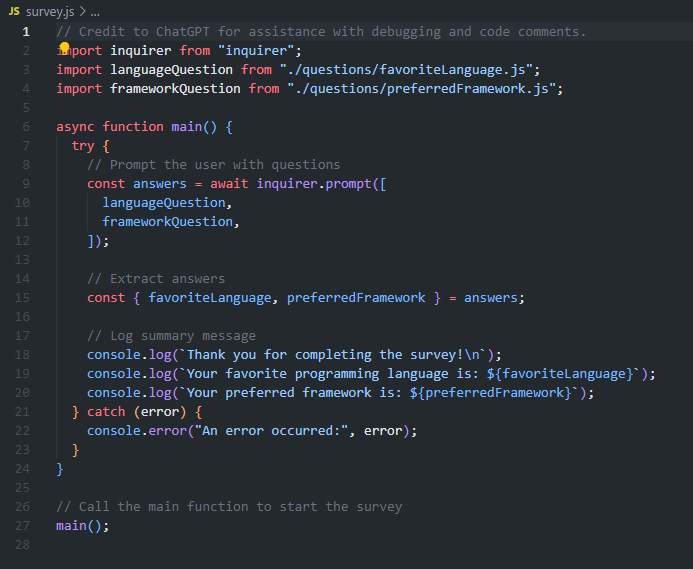 JS survey.js > ...
1 // Credit to ChatGPT for assistance with debugging and code comments.
2 import inquirer from "inquirer";
3 import languageQuestion from "./questions/favoriteLanguage.js";
4 import frameworkQuestion from "./questions/preferredFramework.js";
5
6 async function main() {
7   try {
8     // Prompt the user with questions
9     const answers = await inquirer.prompt([
10       languageQuestion,
11       frameworkQuestion,
12     ]);
13
14     // Extract answers
15     const { favoriteLanguage, preferredFramework } = answers;
16
17     // Log summary message
18     console.log(`Thank you for completing the survey!\n`);
19     console.log(`Your favorite programming language is: ${favoriteLanguage}`);
20     console.log(`Your preferred framework is: ${preferredFramework}`);
21   } catch (error) {
22     console.error("An error occurred:", error);
23   }
24 }
25
26 // Call the main function to start the survey
27 main();
28